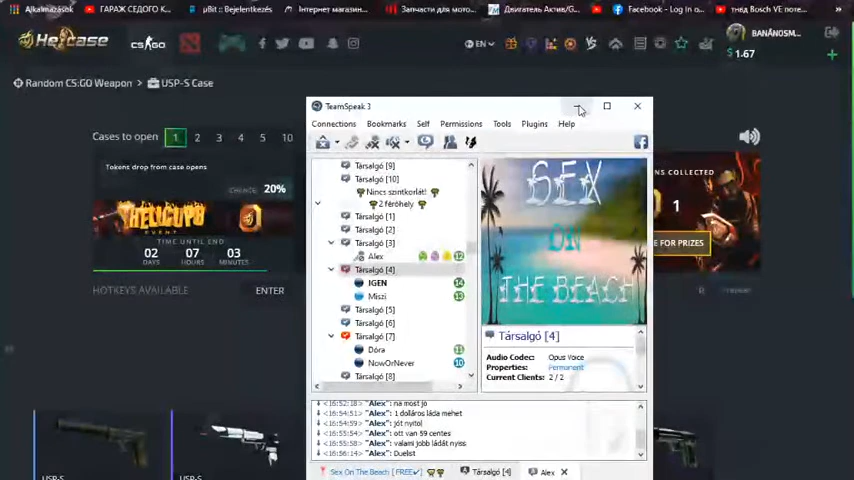 Ajkalmazások
ГАРАЖ СЕДОГО К...
µBit :: Bejelentkezés
Інтернет магазин...
Запчасти для мото...
Двигатель Актив/G...
Facebook - Log in o...
тнед Bosch VE поте...
»
Hellcase
CS:GO
EN
BANÁNOSM...
$ 1.67
Random CS:GO Weapon > USP-S Case
Cases to open 1 2 3 4 5 10
Tokens drop from case opens
CHANCE: 20%
HELLCUPO
EVENT
TIME UNTIL END
02 07 03
DAYS HOURS MINUTES
HOTKEYS AVAILABLE ENTER
NS COLLECTED
1
E FOR PRIZES
USP-S
USP-S
TeamSpeak 3
Connections Bookmarks Self Permissions Tools Plugins Help
Társalgó [9]
Társalgó [10]
Nincs szintkorlát!
2 férőhely
Társalgó [1]
Társalgó [2]
Társalgó [3]
Alex 12
Társalgó [4]
IGEN 14
Miszi 13
Társalgó [5]
Társalgó [6]
Társalgó [7]
Dóra 11
NowOrNever 10
Társalgó [8]
SEX
ON
THE BEACH
Társalgó [4]
Audio Codec: Opus Voice
Properties: Permanent
Current Clients: 2 / 2
<16:52:18> "Alex": na most jó
<16:54:51> "Alex": 1 dolláros láda mehet
<16:54:59> "Alex": jót nyitol
<16:55:54> "Alex": ott van 59 centes
<16:55:54> "Alex": valami jobb ládát nyiss
<16:56:14> "Alex": Duelist
Sex On The Beach [ FREE✔]
Társalgó [4]
Alex